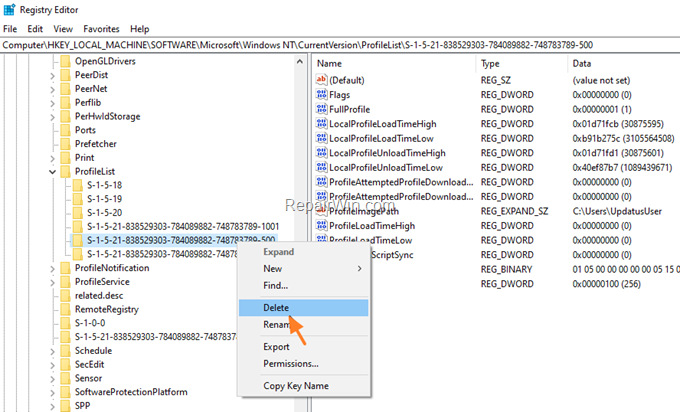 Registry Editor
File Edit View Favorites Help
Computer\HKEY_LOCAL_MACHINE\SOFTWARE\Microsoft\Windows NT\CurrentVersion\ProfileList\S-1-5-21-838529303-784089882-748783789-500
OpenGLDrivers
PeerDist
PeerNet
Perflib
PerHwIdStorage
Ports
Prefetcher
Print
ProfileList
S-1-5-18
S-1-5-19
S-1-5-20
S-1-5-21-838529303-784089882-748783789-1001
S-1-5-21-838529303-784089882-748783789-500
S-1-5-21-838529303-784089882-7
ProfileNotification
ProfileService
related.desc
RemoteRegistry
S-1-0-0
S-1-5-21-838529303-784089882-7487837
Schedule
SecEdit
Sensor
SoftwareProtectionPlatform
SPP
Name Type Data
(Default) REG_SZ (value not set)
Flags REG_DWORD 0x00000000 (0)
FullProfile REG_DWORD 0x00000001 (1)
LocalProfileLoadTimeHigh REG_DWORD 0x01d71fcb (30875595)
LocalProfileLoadTimeLow REG_DWORD 0xb91b275c (3105564508)
LocalProfileUnloadTimeHigh REG_DWORD 0x01d71fd1 (30875601)
LocalProfileUnloadTimeLow REG_DWORD 0x40ef87b7 (1089439671)
ProfileAttemptedProfileDownload... REG_DWORD 0x00000000 (0)
ProfileAttemptedProfileDownload... REG_DWORD 0x00000000 (0)
ProfileImagePath REG_EXPAND_SZ C:\Users\UpdatusUser
ProfileLoadTimeHigh REG_DWORD 0x00000000 (0)
ProfileLoadTimeLow REG_DWORD 0x00000000 (0)
ScriptSync REG_DWORD 0x00000000 (0)
REG_BINARY 01 05 00 00 00 00 00 05 15 0
REG_DWORD 0x00000100 (256)
RepairWin.com
Expand
New
Find...
Delete
Rename
Export
Permissions...
Copy Key Name